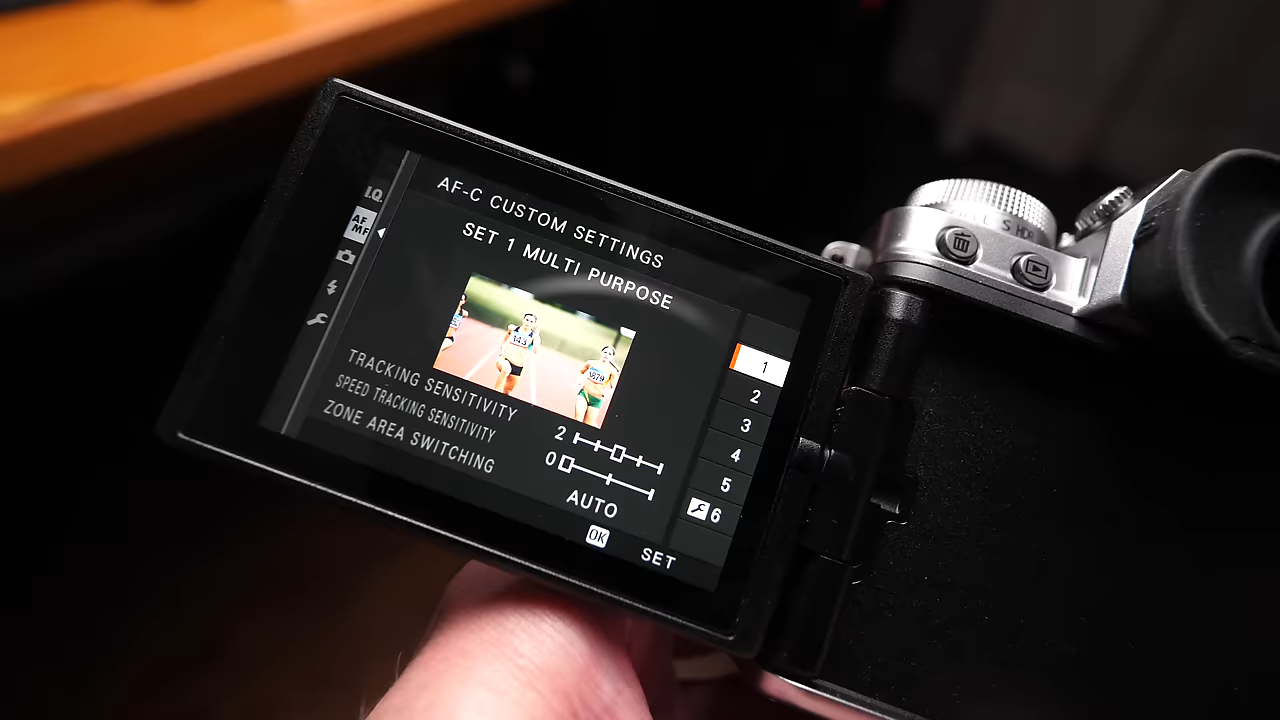 AF-C CUSTOM SETTINGS
SET 1 MULTI PURPOSE
I.Q.
AF
MF
143
1879
TRACKING SENSITIVITY
2
SPEED TRACKING SENSITIVITY
0
ZONE AREA SWITCHING
AUTO
1
2
3
4
5
6
OK SET
S HDR